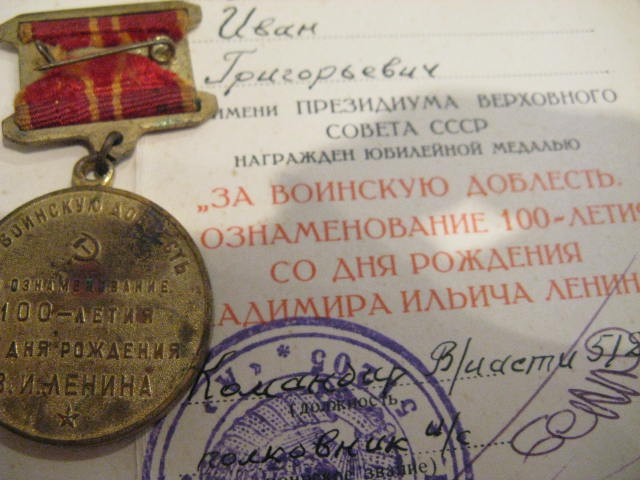 Иван
Григорьевич
имени ПРЕЗИДИУМА ВЕРХОВНОГО
СОВЕТА СССР
НАГРАЖДЕН ЮБИЛЕЙНОЙ МЕДАЛЬЮ
„ЗА ВОИНСКУЮ ДОБЛЕСТЬ.
ОЗНАМЕНОВАНИЕ 100-ЛЕТИЯ
СО ДНЯ РОЖДЕНИЯ
АДИМИРА ИЛЬИЧА ЛЕНИН
Командир в/части
(должность
полковник
звание)
ВОИНСКУЮ ДОБЛЕСТЬ
ОЗНАМЕНОВАНИЕ
100-ЛЕТИЯ
ДНЯ РОЖДЕНИЯ
В.И.ЛЕНИНА